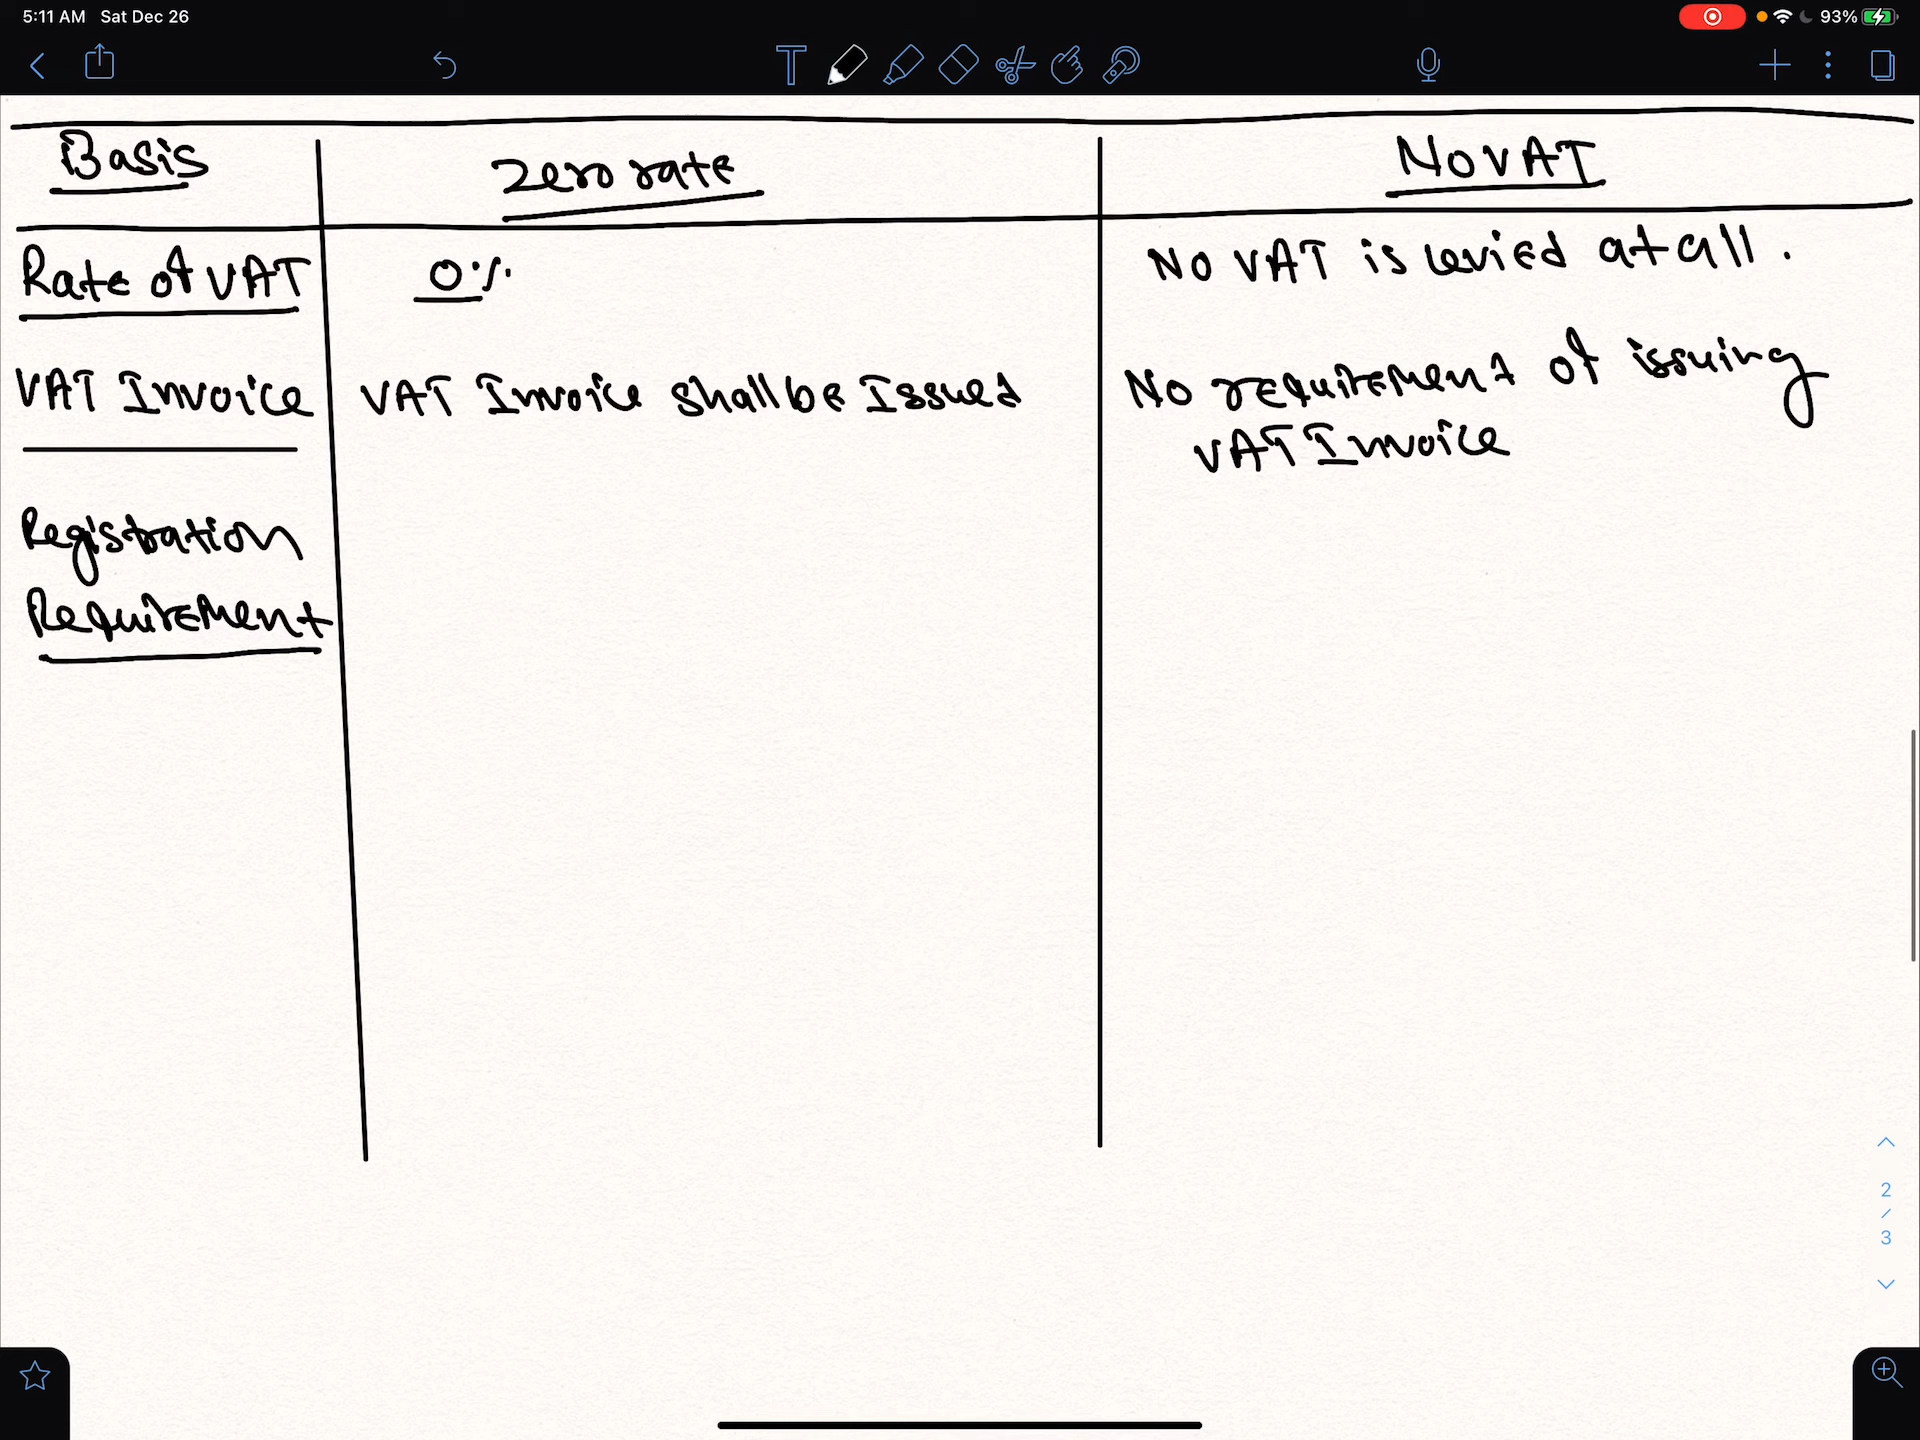 5:11 AM Sat Dec 26
93%
Basis
Zero rate
No VAT
Rate of VAT
0%
No VAT is levied at all.
VAT Invoice
VAT Invoice shall be Issued
No requirement of issuing
VAT Invoice
Registration
Requirement
2
/
3